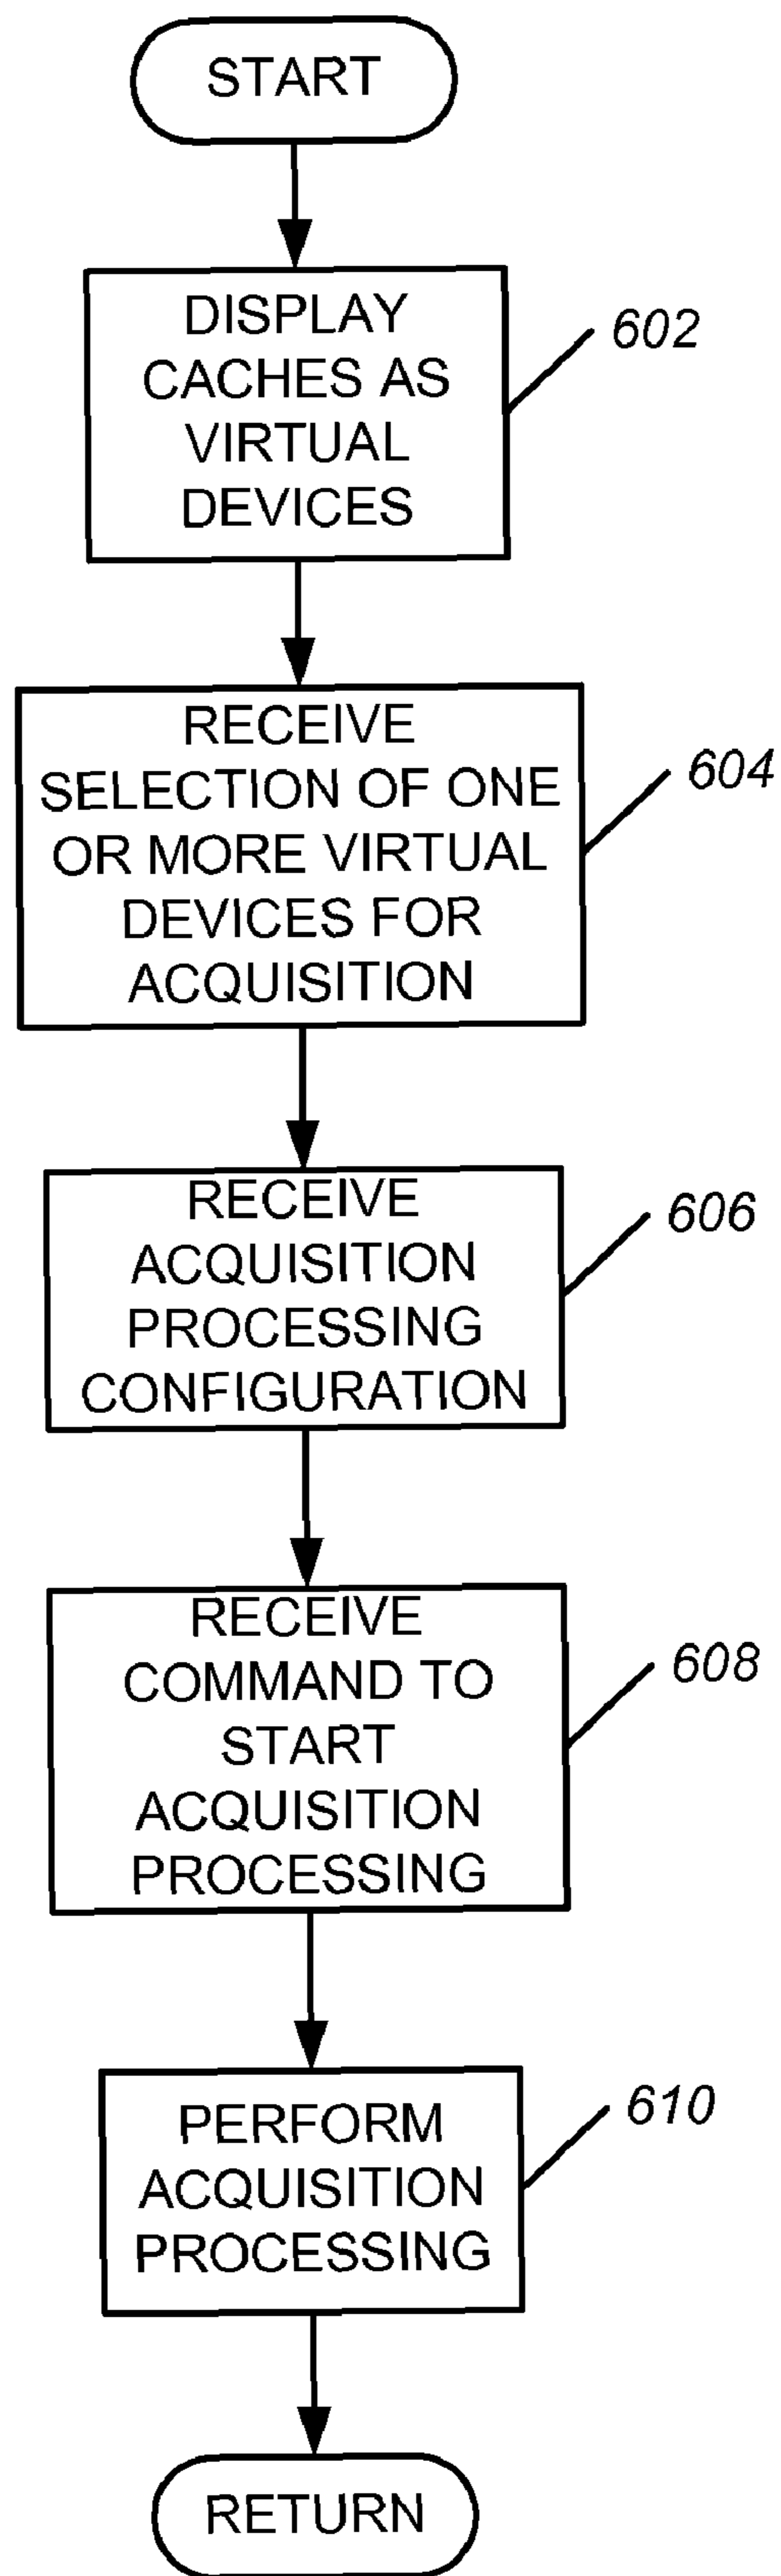 START
DISPLAY
CACHES AS
VIRTUAL
DEVICES
602
RECEIVE
SELECTION OF ONE
OR MORE VIRTUAL
DEVICES FOR
ACQUISITION
604
RECEIVE
ACQUISITION
PROCESSING
CONFIGURATION
606
RECEIVE
COMMAND TO
START
ACQUISITION
PROCESSING
608
PERFORM
ACQUISITION
PROCESSING
610
RETURN